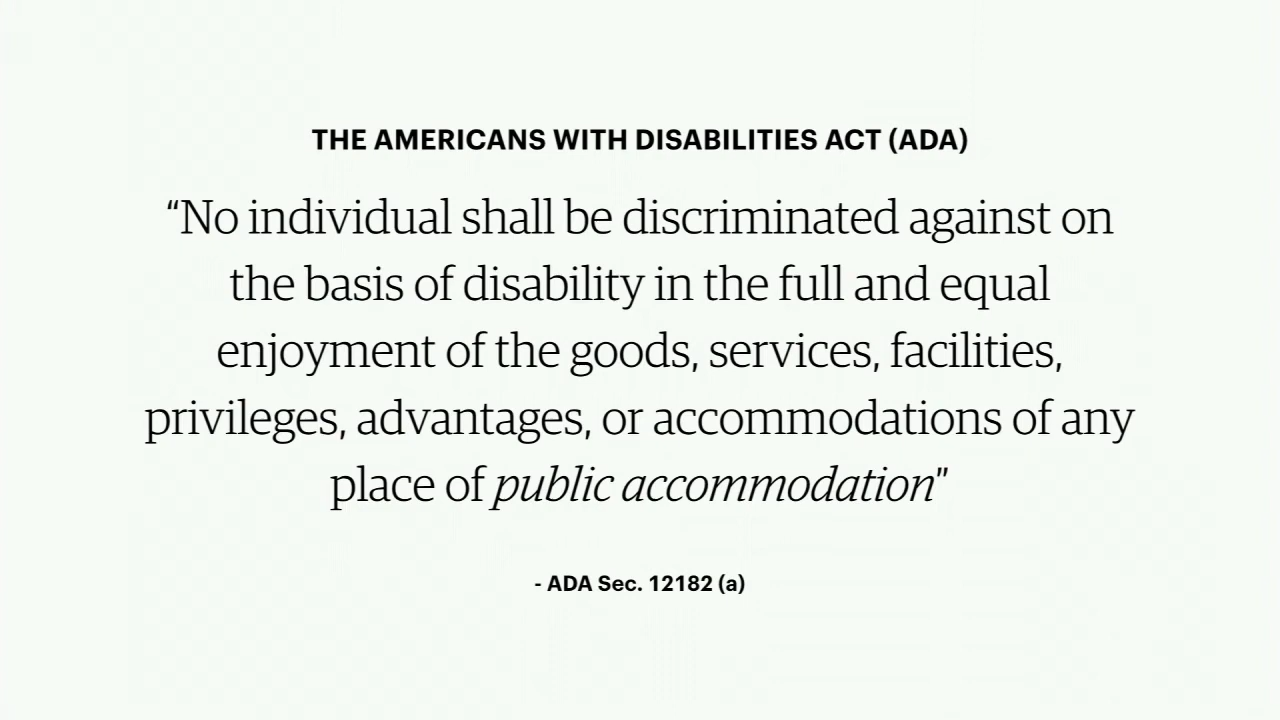 THE AMERICANS WITH DISABILITIES ACT (ADA)
“No individual shall be discriminated against on
the basis of disability in the full and equal
enjoyment of the goods, services, facilities,
privileges, advantages, or accommodations of any
place of public accommodation”
- ADA Sec. 12182 (a)